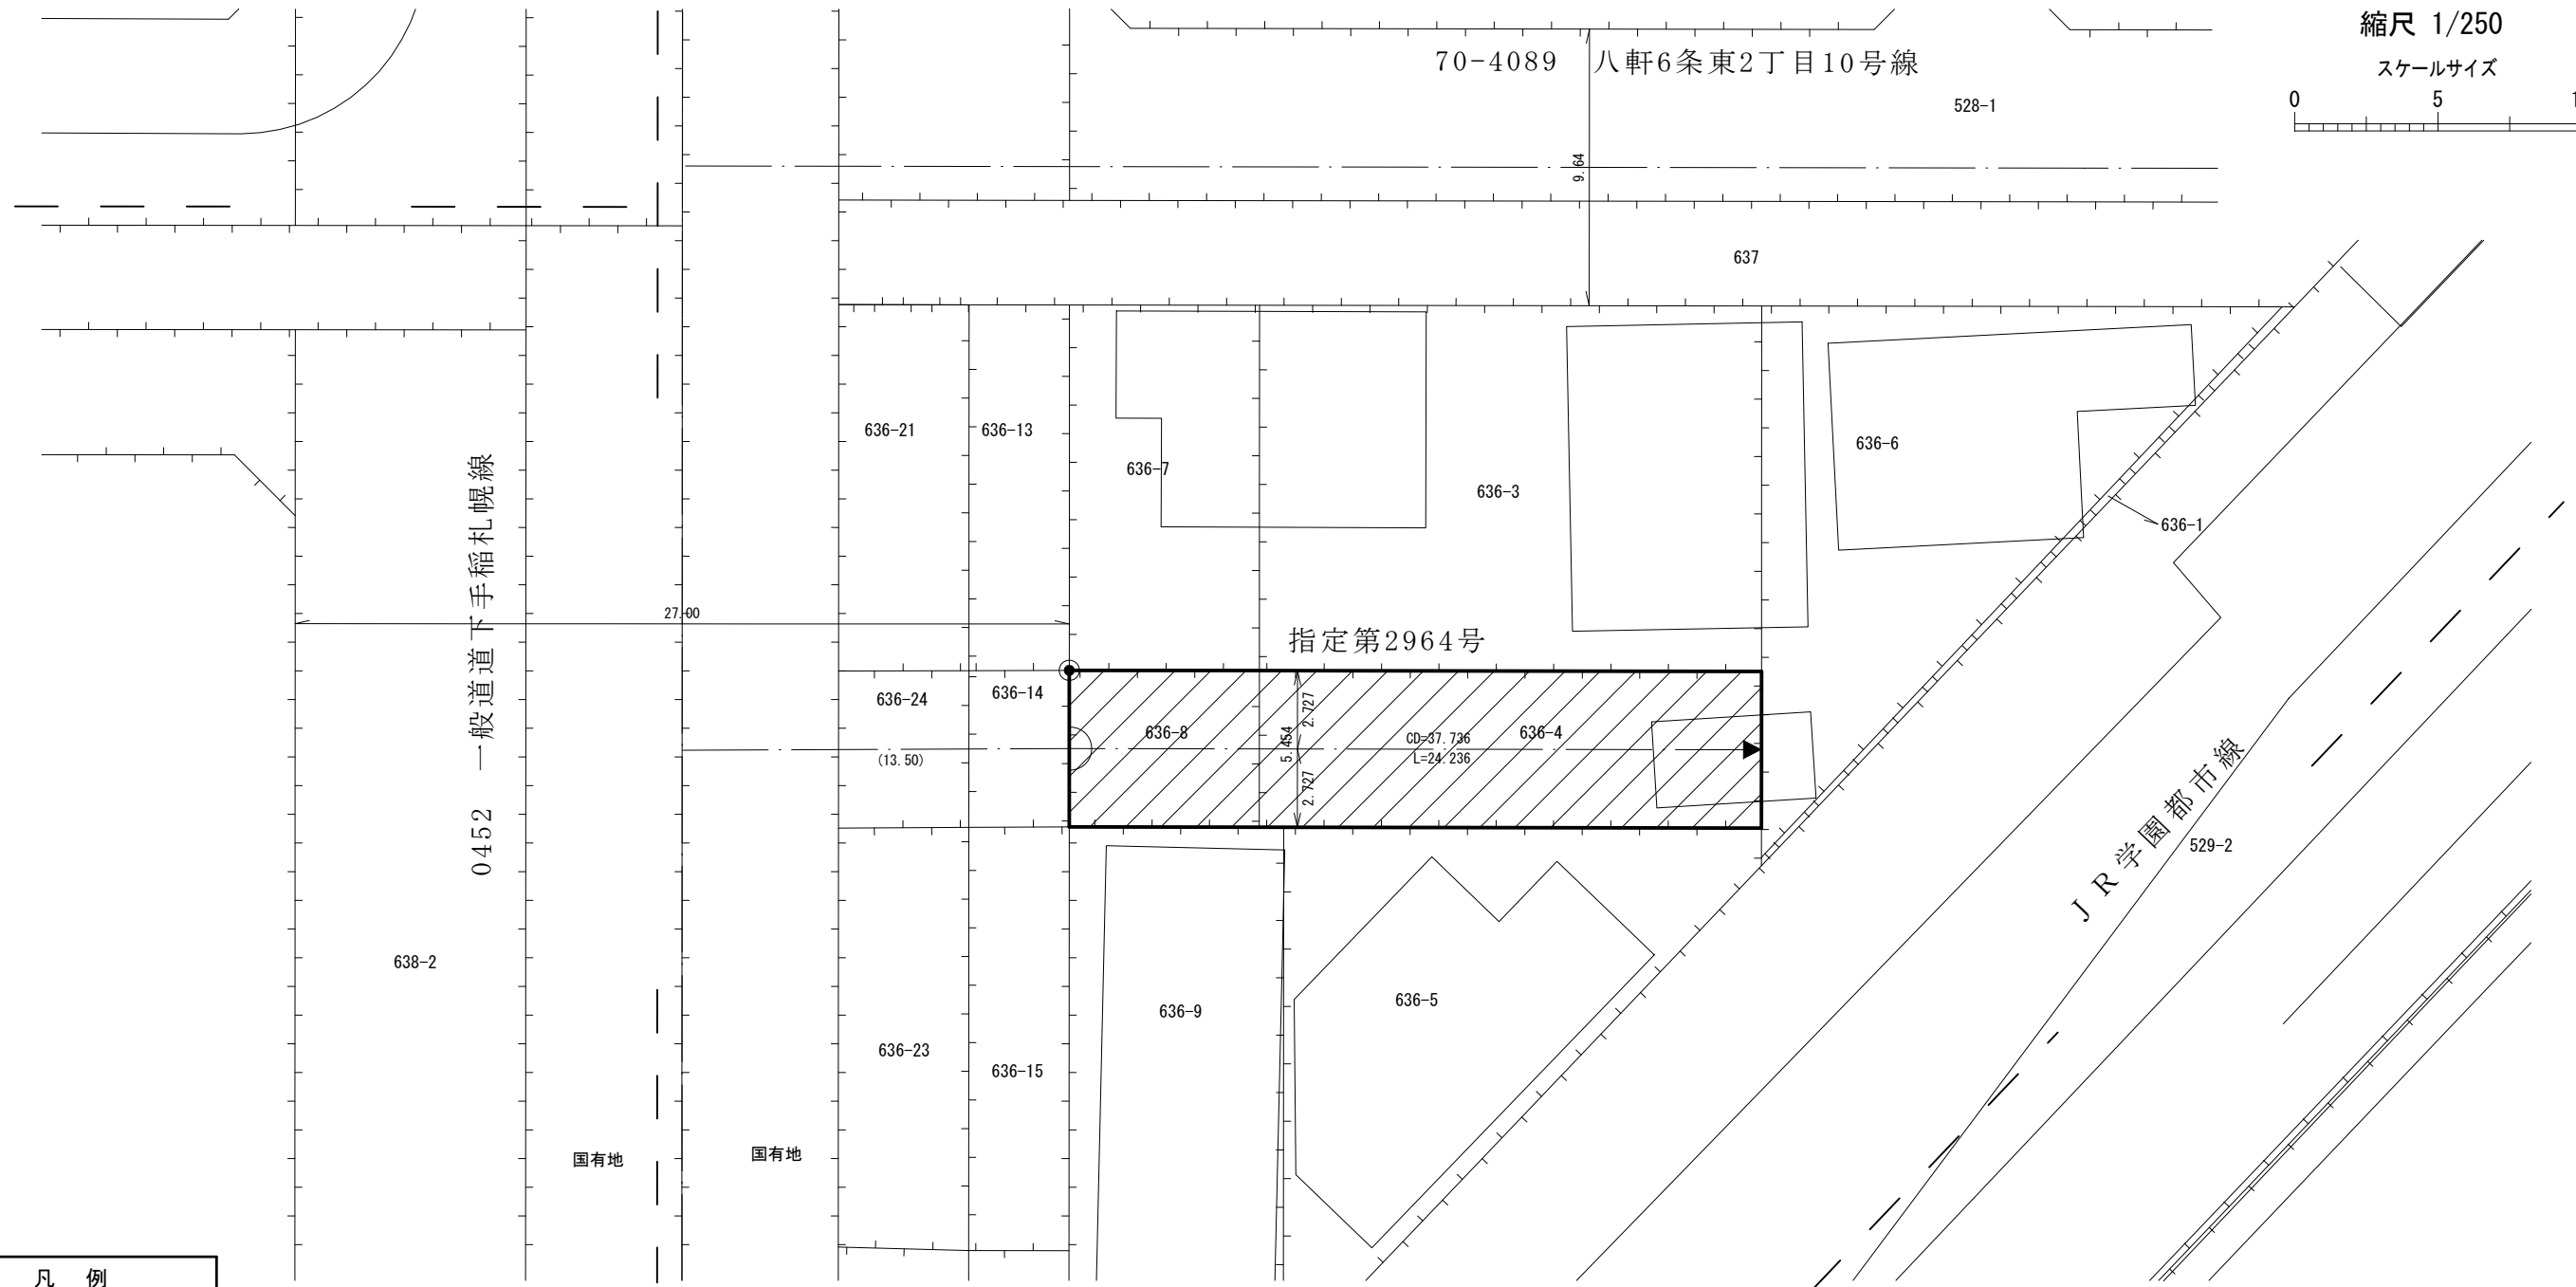 縮尺 1/250
スケールサイズ
0 5 1
70-4089 八軒6条東2丁目10号線
528-1
9.64
637
636-21
636-13
636-7
636-3
636-6
636-1
0452 一般道道下手稲札幌線
27.00
指定第2964号
636-24
636-14
636-8
636-4
2.727
5.454
2.727
CD=37.736
L=24.236
(13.50)
JR学園都市線
529-2
638-2
636-9
636-5
636-23
636-15
国有地
国有地
凡例